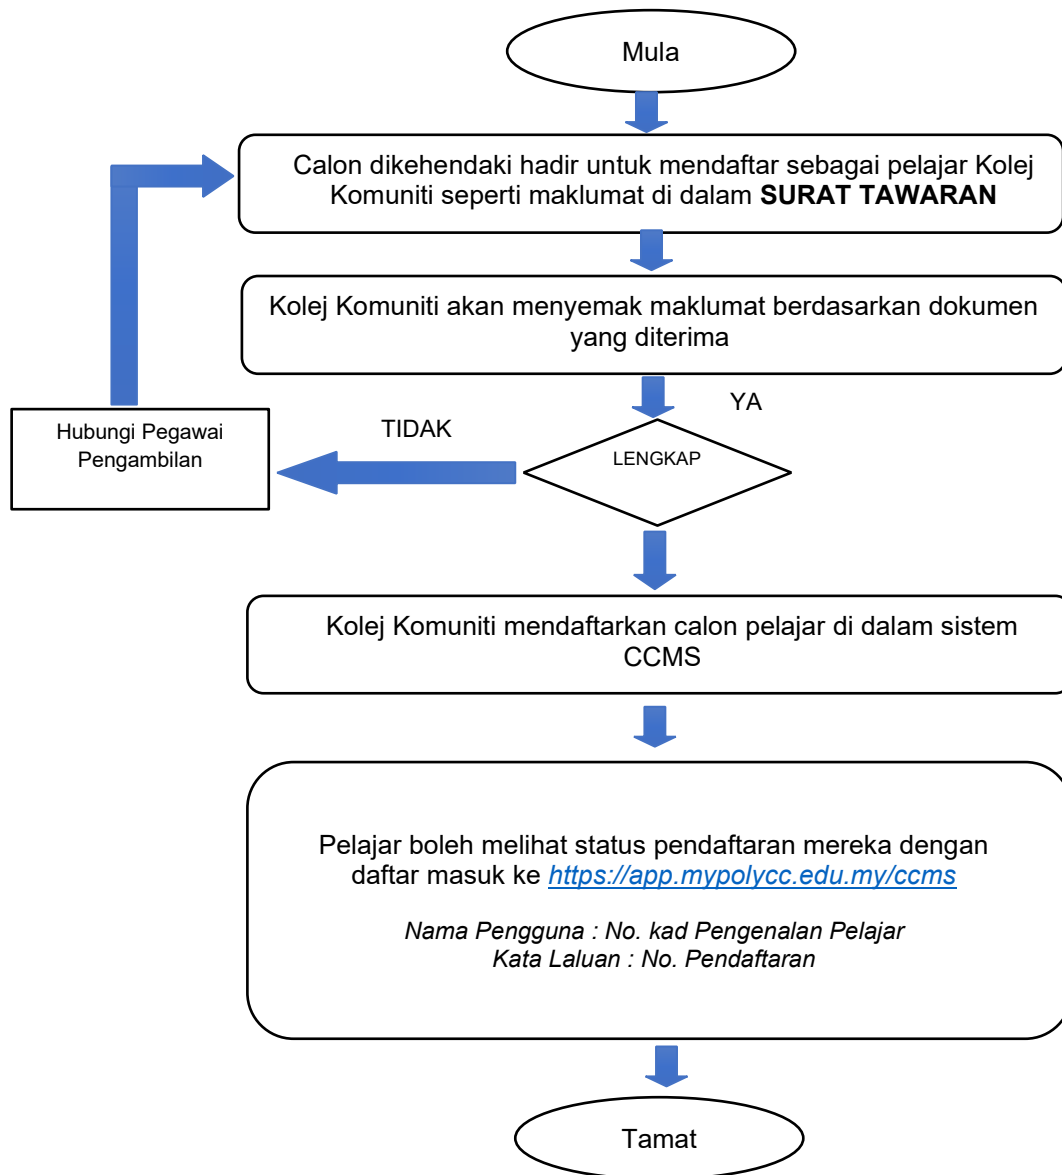 Mula
Calon dikehendaki hadir untuk mendaftar sebagai pelajar Kolej
Komuniti seperti maklumat di dalam SURAT TAWARAN
Kolej Komuniti akan menyemak maklumat berdasarkan dokumen
yang diterima
YA
TIDAK
LENGKAP
Hubungi Pegawai
Pengambilan
Kolej Komuniti mendaftarkan calon pelajar di dalam sistem
CCMS
Pelajar boleh melihat status pendaftaran mereka dengan
daftar masuk ke https://app.mypolycc.edu.my/ccms
Nama Pengguna : No. kad Pengenalan Pelajar
Kata Laluan : No. Pendaftaran
Tamat